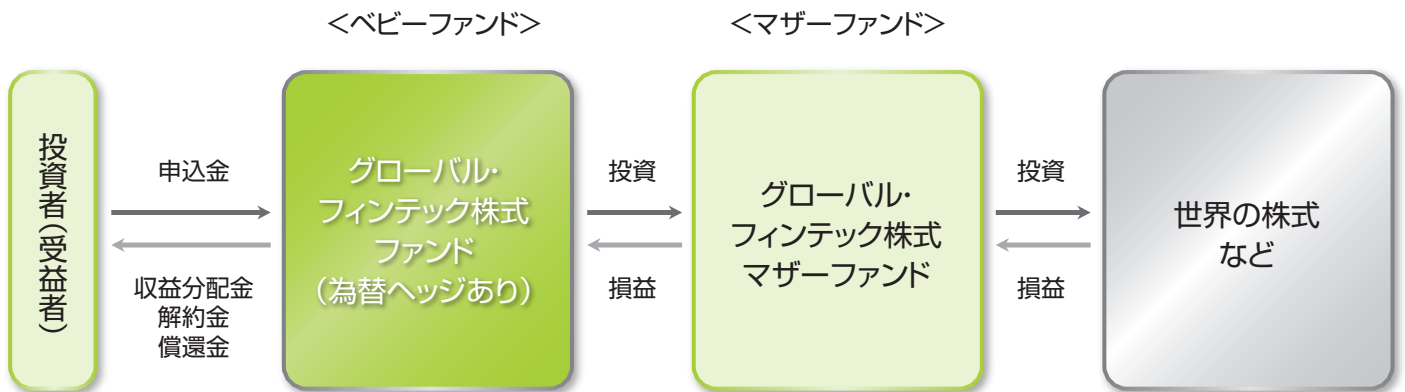 ＜ベビーファンド＞
＜マザーファンド＞
投資者（受益者）
申込金
収益分配金
解約金
償還金
グローバル・
フィンテック株式
ファンド
（為替ヘッジあり）
投資
損益
グローバル・
フィンテック株式
マザーファンド
投資
損益
世界の株式
など